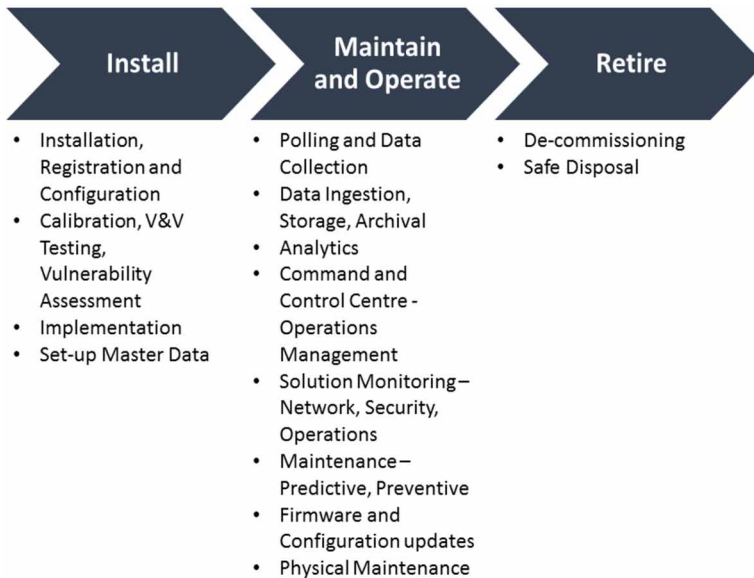 Install
• Installation,
Registration and
Configuration
• Calibration, V&V
Testing,
Vulnerability
Assessment
• Implementation
• Set-up Master Data
Maintain
and Operate
• Polling and Data
Collection
• Data Ingestion,
Storage, Archival
• Analytics
• Command and
Control Centre -
Operations
Management
• Solution Monitoring –
Network, Security,
Operations
• Maintenance –
Predictive, Preventive
• Firmware and
Configuration updates
• Physical Maintenance
Retire
• De-commissioning
• Safe Disposal